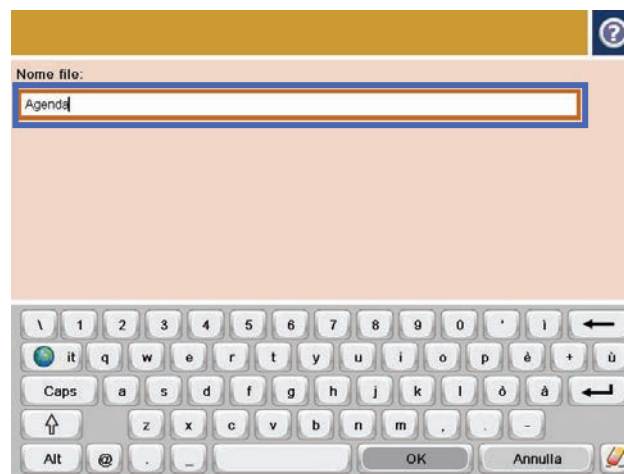 ?
Nome file:
Agenda
\ 1 2 3 4 5 6 7 8 9 0 ' ì
it q w e r t y u i o p è + ù
Caps a s d f g h j k l ò à
z x c v b n m , . -
Alt @ . _ OK Annulla